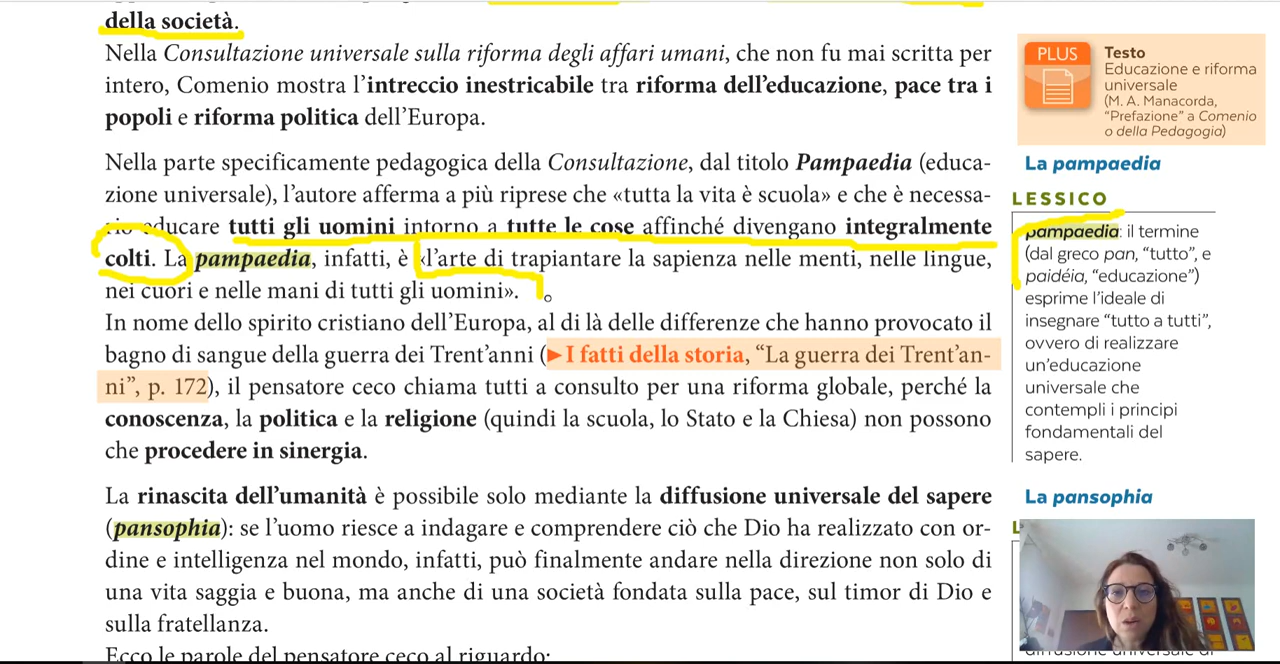 della società.
Nella Consultazione universale sulla riforma degli affari umani, che non fu mai scritta per
intero, Comenio mostra l'intreccio inestricabile tra riforma dell'educazione, pace tra i
popoli e riforma politica dell'Europa.
Nella parte specificamente pedagogica della Consultazione, dal titolo Pampaedia (educa-
zione universale), l'autore afferma a più riprese che «tutta la vita è scuola» e che è necessa-
rio educare tutti gli uomini intorno a tutte le cose affinché divengano integralmente
colti. La pampaedia, infatti, è «l'arte di trapiantare la sapienza nelle menti, nelle lingue,
nei cuori e nelle mani di tutti gli uomini».
In nome dello spirito cristiano dell'Europa, al di là delle differenze che hanno provocato il
bagno di sangue della guerra dei Trent'anni (►I fatti della storia, “La guerra dei Trent'an-
ni”, p. 172), il pensatore ceco chiama tutti a consulto per una riforma globale, perché la
conoscenza, la politica e la religione (quindi la scuola, lo Stato e la Chiesa) non possono
che procedere in sinergia.
La rinascita dell'umanità è possibile solo mediante la diffusione universale del sapere
(pansophia): se l'uomo riesce a indagare e comprendere ciò che Dio ha realizzato con or-
dine e intelligenza nel mondo, infatti, può finalmente andare nella direzione non solo di
una vita saggia e buona, ma anche di una società fondata sulla pace, sul timor di Dio e
sulla fratellanza.
Ecco le parole del pensatore ceco al riguardo:
PLUS
Testo
Educazione e riforma
universale
(M. A. Manacorda,
“Prefazione” a Comenio
o della Pedagogia)
La pampaedia
LESSICO
pampaedia: il termine
(dal greco pan, “tutto”, e
paidéia, “educazione”)
esprime l'ideale di
insegnare “tutto a tutti”,
ovvero di realizzare
un'educazione
universale che
contempli i principi
fondamentali del
sapere.
La pansophia